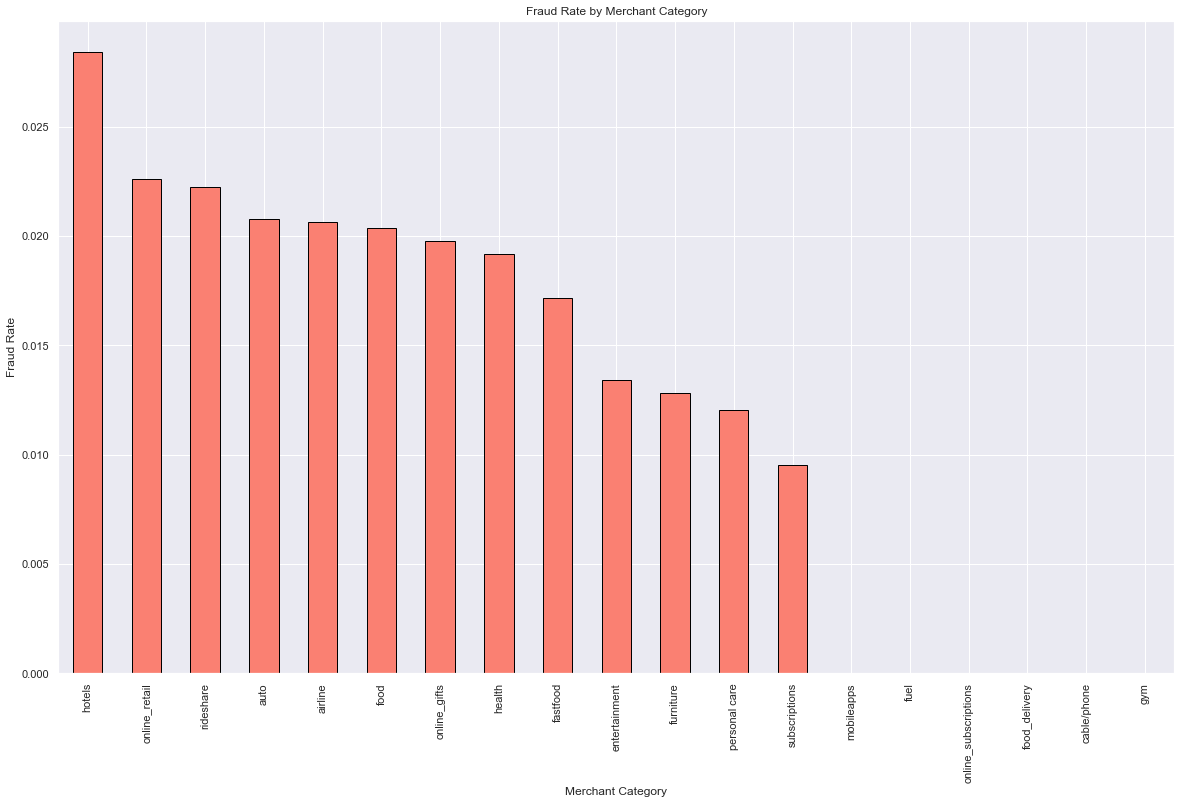 Fraud Rate by Merchant Category
Fraud Rate
0.025
0.020
0.015
0.010
0.005
0.000
hotels
online_retail
rideshare
auto
airline
food
online_gifts
health
fastfood
entertainment
furniture
personal care
subscriptions
mobileapps
fuel
online_subscriptions
food_delivery
cable/phone
gym
Merchant Category